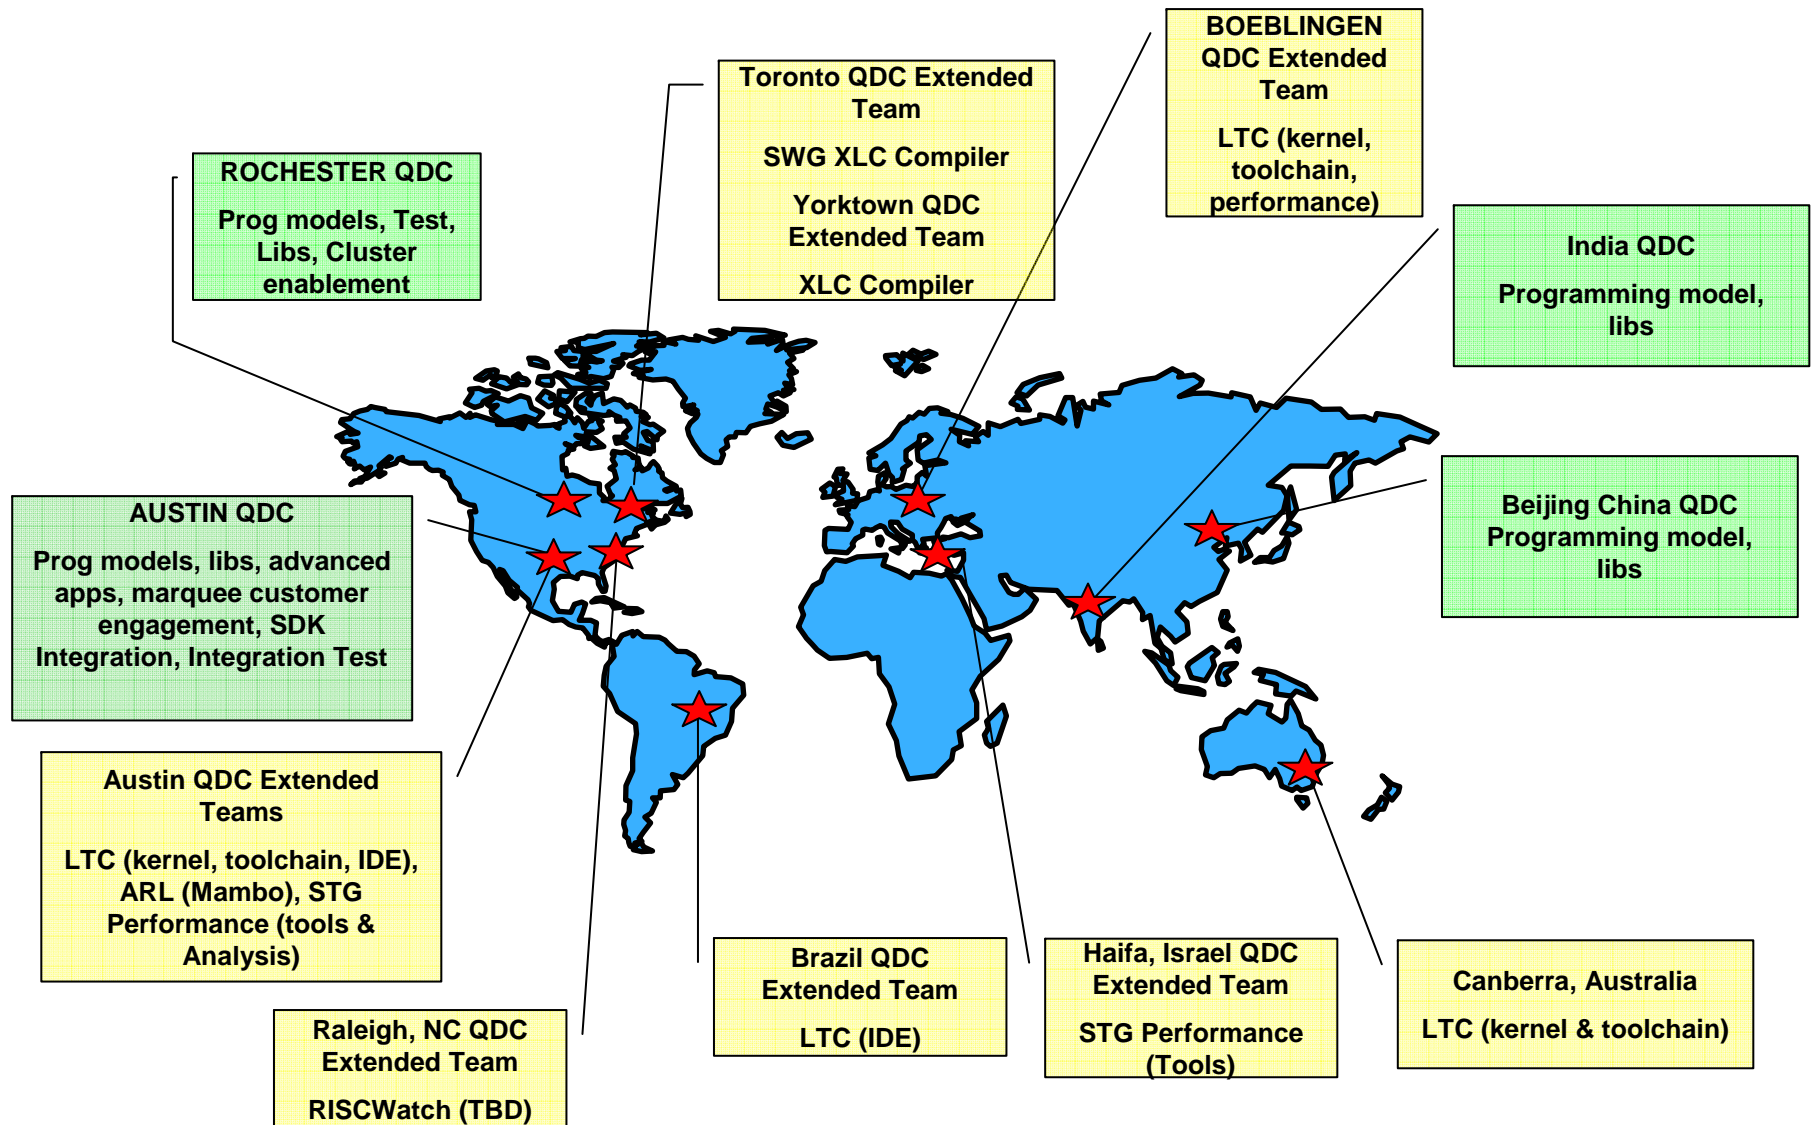 BOEBLINGEN
QDC Extended
Team
LTC (kernel,
toolchain,
performance)
Toronto QDC Extended
Team
SWG XLC Compiler
Yorktown QDC
Extended Team
XLC Compiler
ROCHESTER QDC
Prog models, Test,
Libs, Cluster
enablement
India QDC
Programming model,
libs
AUSTIN QDC
Prog models, libs, advanced
apps, marquee customer
engagement, SDK
Integration, Integration Test
Beijing China QDC
Programming model,
libs
Austin QDC Extended
Teams
LTC (kernel, toolchain, IDE),
ARL (Mambo), STG
Performance (tools &
Analysis)
Brazil QDC
Extended Team
LTC (IDE)
Haifa, Israel QDC
Extended Team
STG Performance
(Tools)
Canberra, Australia
LTC (kernel & toolchain)
Raleigh, NC QDC
Extended Team
RISCWatch (TBD)